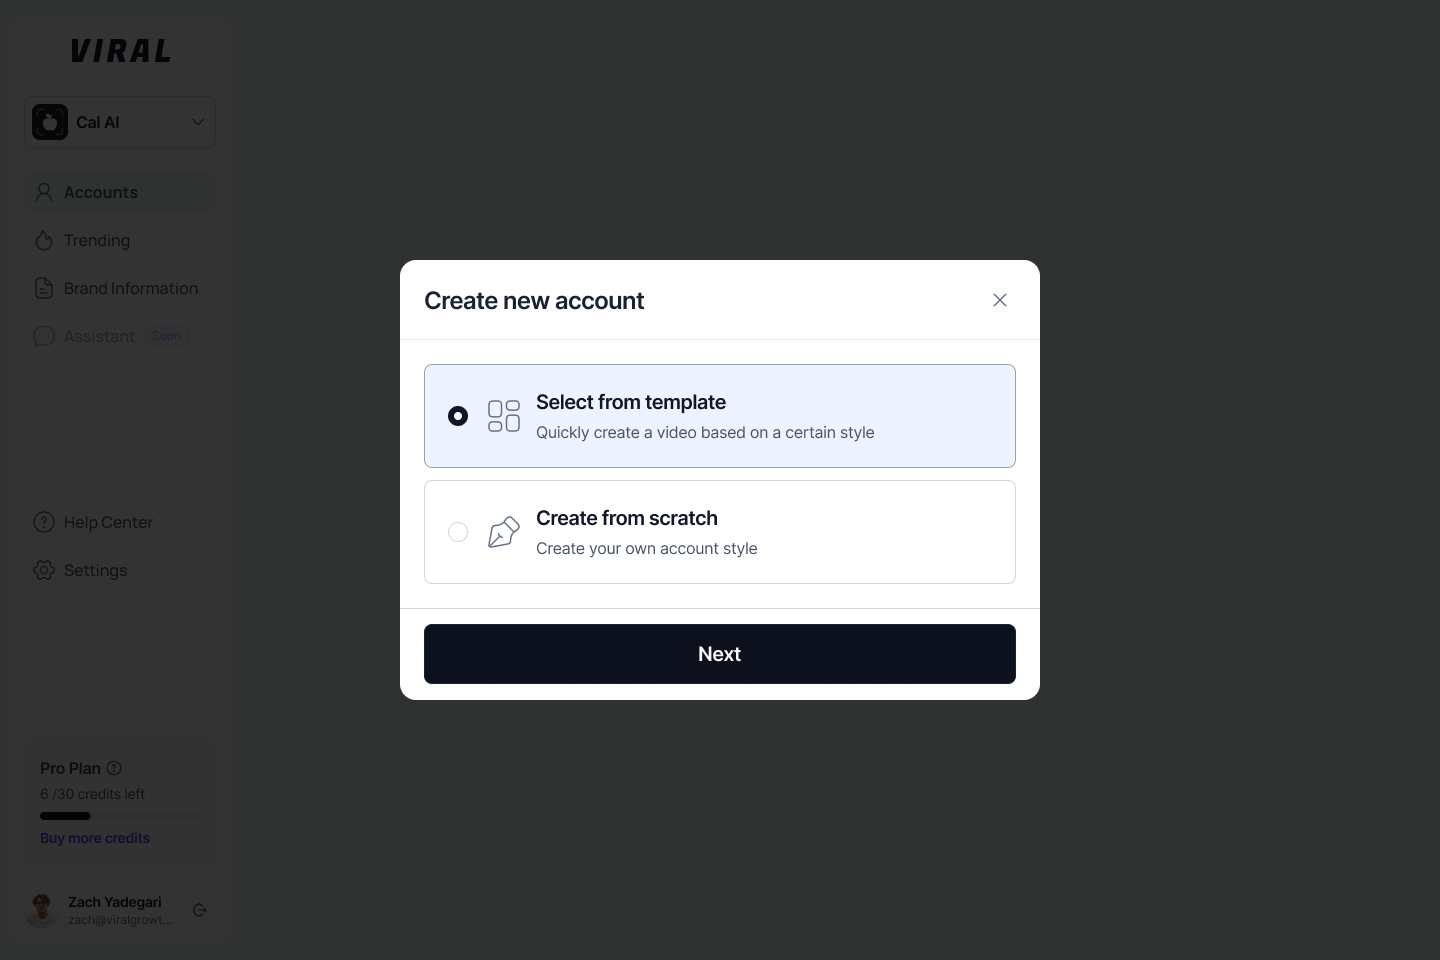 VIRAL
Cal AI
Accounts
Trending
Brand Information
Assistant Soon
Help Center
Settings
Pro Plan
6 /30 credits left
Buy more credits
Zach Yadegari
zach@viralgrowt...
Create new account
Select from template
Quickly create a video based on a certain style
Create from scratch
Create your own account style
Next